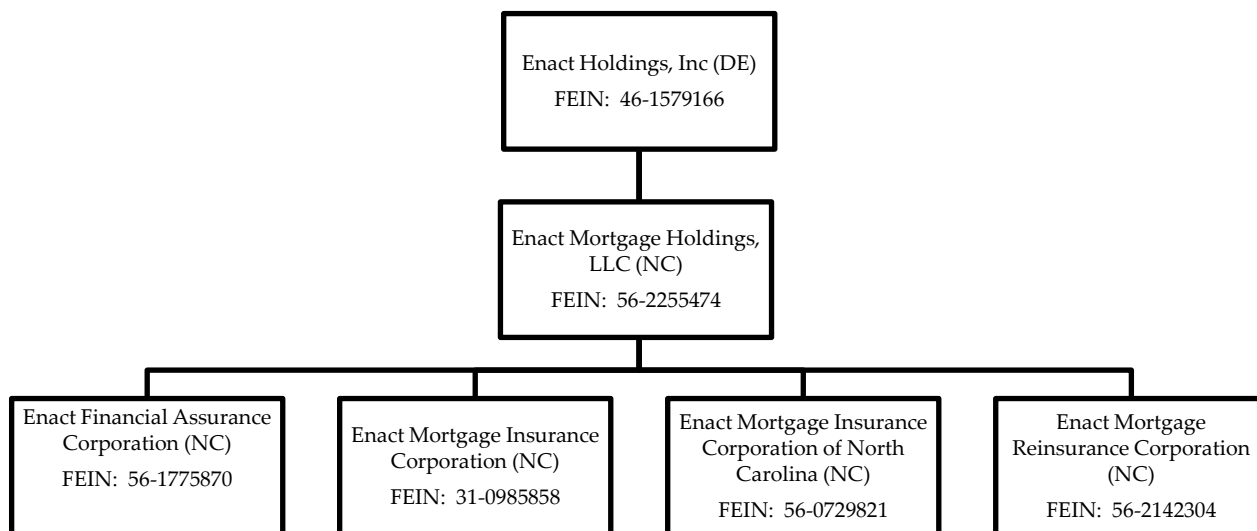 Enact Holdings, Inc (DE)
FEIN: 46-1579166
Enact Mortgage Holdings,
LLC (NC)
FEIN: 56-2255474
Enact Financial Assurance
Corporation (NC)
FEIN: 56-1775870
Enact Mortgage Insurance
Corporation (NC)
FEIN: 31-0985858
Enact Mortgage Insurance
Corporation of North
Carolina (NC)
FEIN: 56-0729821
Enact Mortgage
Reinsurance Corporation
(NC)
FEIN: 56-2142304